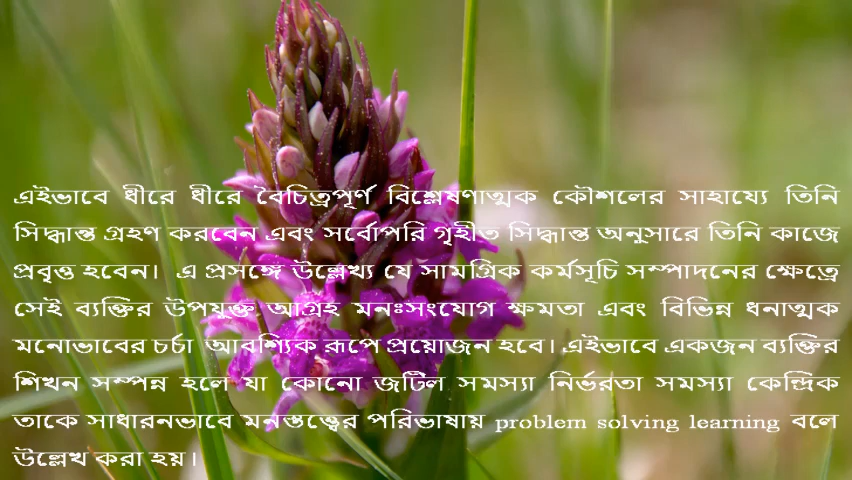 এইভাবে ধীরে ধীরে বৈচিত্রপূর্ণ বিশ্লেষণাত্মক কৌশলের সাহায্যে তিনি
সিদ্ধান্ত গ্রহণ করবেন এবং সর্বোপরি গৃহীত সিদ্ধান্ত অনুসারে তিনি কাজে
প্রবৃত্ত হবেন। এ প্রসঙ্গে উল্লেখ্য যে সামগ্রিক কর্মসূচি সম্পাদনের ক্ষেত্রে
সেই ব্যক্তির উপযুক্ত আগ্রহ মনঃসংযোগ ক্ষমতা এবং বিভিন্ন ধনাত্মক
মনোভাবের চর্চা আবশ্যিক রূপে প্রয়োজন হবে। এইভাবে একজন ব্যক্তির
শিখন সম্পন্ন হলে যা কোনো জটিল সমস্যা নির্ভরতা সমস্যা কেন্দ্রিক
তাকে সাধারনভাবে মনস্তত্ত্বের পরিভাষায় problem solving learning বলে
উল্লেখ করা হয়।